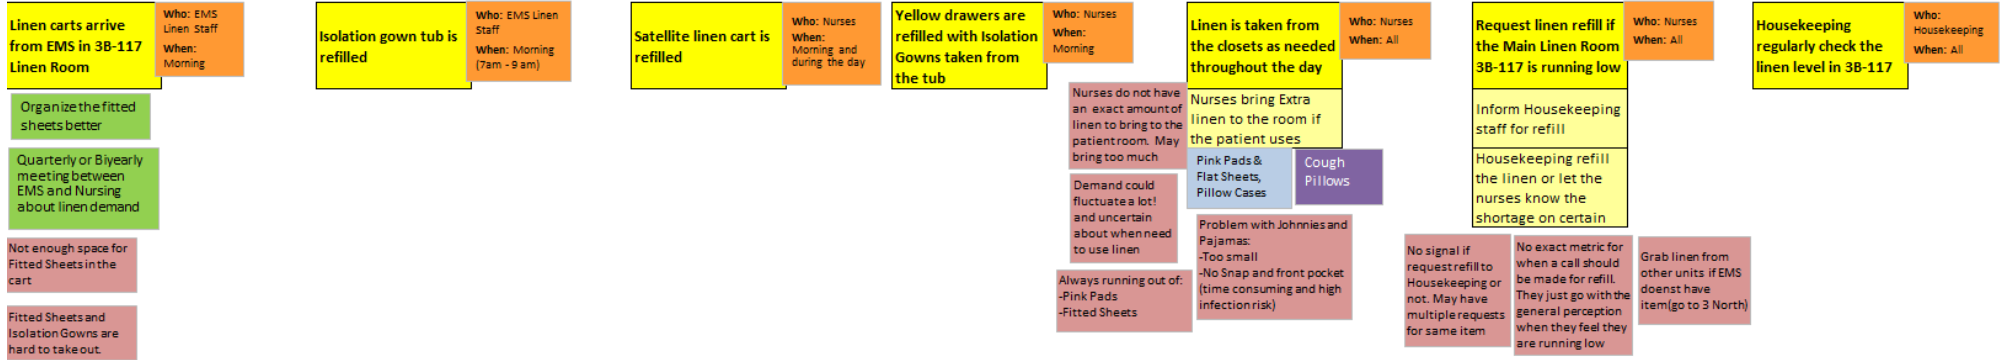 Linen carts arrive
from EMS in 3B-117
Linen Room
Who: EMS
Linen Staff
When:
Morning
Organize the fitted
sheets better
Quarterly or Biyearly
meeting between
EMS and Nursing
about linen demand
Not enough space for
Fitted Sheets in the
cart
Fitted Sheets and
Isolation Gowns are
hard to take out.
Isolation gown tub is
refilled
Who: EMS Linen
Staff
When: Morning
(7am - 9 am)
Satellite linen cart is
refilled
Who: Nurses
When:
Morning and
during the day
Yellow drawers are
refilled with Isolation
Gowns taken from
the tub
Who: Nurses
When:
Morning
Nurses do not have
an exact amount of
linen to bring to the
patient room. May
bring too much
Demand could
fluctuate a lot!
and uncertain
about when need
to use linen
Always running out of:
-Pink Pads
-Fitted Sheets
Linen is taken from
the closets as needed
throughout the day
Who: Nurses
When: All
Nurses bring Extra
linen to the room if
the patient uses
Pink Pads &
Flat Sheets,
Pillow Cases
Cough
Pillows
Problem with Johnnies and
Pajamas:
-Too small
-No Snap and front pocket
(time consuming and high
infection risk)
Request linen refill if
the Main Linen Room
3B-117 is running low
Who: Nurses
When: All
Inform Housekeeping
staff for refill
Housekeeping refill
the linen or let the
nurses know the
shortage on certain
No signal if
request refill to
Housekeeping or
not. May have
multiple requests
for same item
No exact metric for
when a call should
be made for refill.
They just go with the
general perception
when they feel they
are running low
Grab linen from
other units if EMS
doenst have
item(go to 3 North)
Housekeeping
regularly check the
linen level in 3B-117
Who:
Housekeeping
When: All